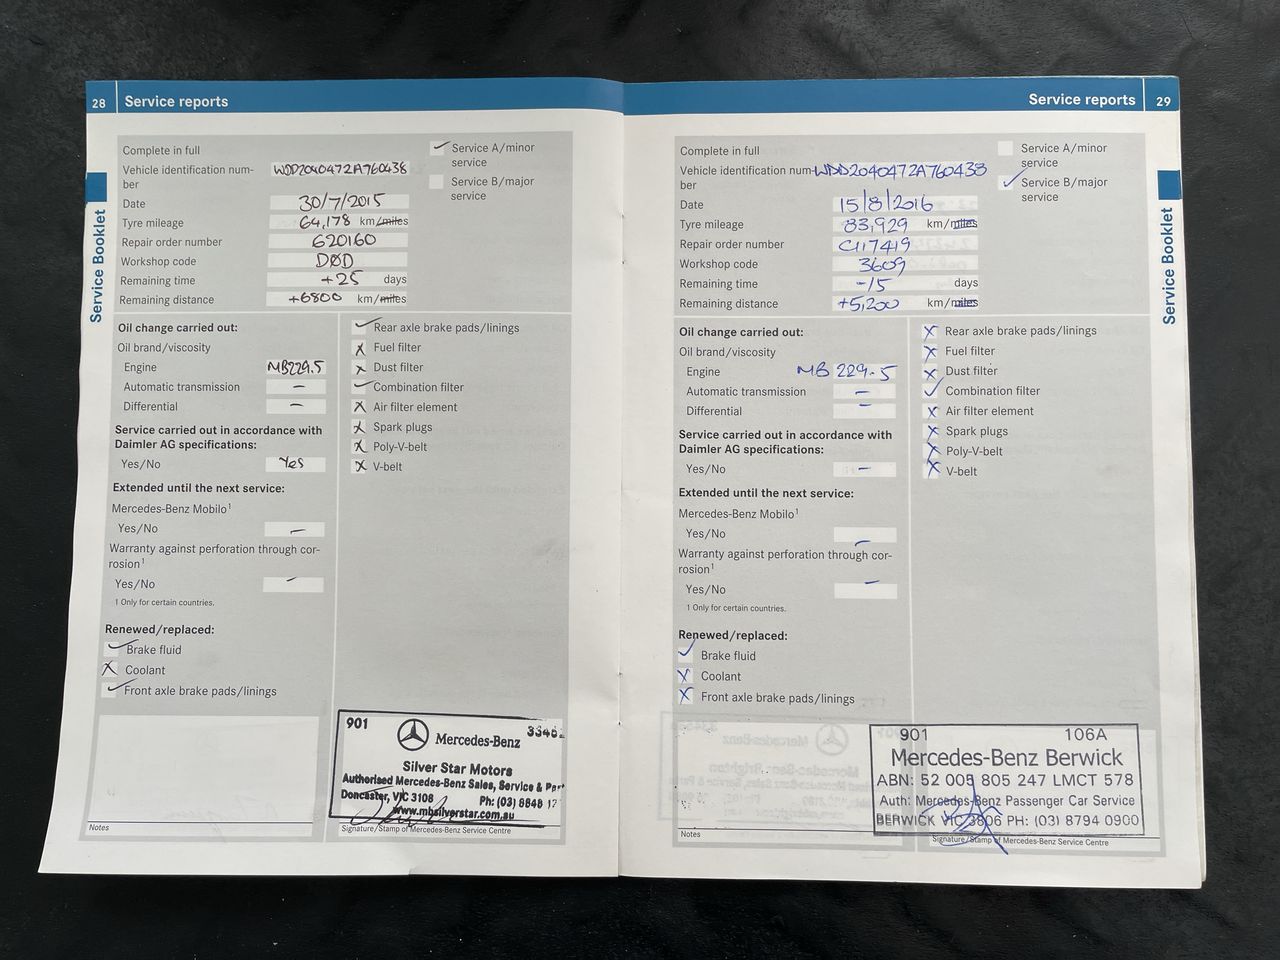 28 Service reports
Complete in full
Vehicle identification num-
ber WDD2040472A760438
Date 30/7/2015
Tyre mileage 64,178 km/miles
Repair order number 620160
Workshop code DØD
Remaining time +25 days
Remaining distance +6800 km/miles
Service A/minor
service
Service B/major
service
Service Booklet
Oil change carried out:
Oil brand/viscosity
Engine MB229.5
Automatic transmission –
Differential –
Service carried out in accordance with
Daimler AG specifications:
Yes/No Yes
Extended until the next service:
Mercedes-Benz Mobilo¹
Yes/No –
Warranty against perforation through cor-
rosion¹
Yes/No –
1 Only for certain countries.
Renewed/replaced:
✓ Brake fluid
X Coolant
✓ Front axle brake pads/linings
✓ Rear axle brake pads/linings
X Fuel filter
X Dust filter
✓ Combination filter
X Air filter element
X Spark plugs
X Poly-V-belt
X V-belt
Notes
901
Mercedes-Benz
Silver Star Motors
Authorised Mercedes-Benz Sales, Service &
Doncaster, VIC 3108 Ph: (03) 8848
www.mbsilverstar.com.au
Signature/Stamp of Mercedes-Benz Service Centre
Service reports 29
Complete in full
Vehicle identification num-
ber WDD2040472A760438
Date 15/8/2016
Tyre mileage 83,929 km/miles
Repair order number C117419
Workshop code 3609
Remaining time -15 days
Remaining distance +5,200 km/miles
Service A/minor
service
✓ Service B/major
service
Service Booklet
Oil change carried out:
Oil brand/viscosity
Engine MB 229.5
Automatic transmission –
Differential –
Service carried out in accordance with
Daimler AG specifications:
Yes/No –
Extended until the next service:
Mercedes-Benz Mobilo¹
Yes/No –
Warranty against perforation through cor-
rosion¹
Yes/No –
1 Only for certain countries.
Renewed/replaced:
✓ Brake fluid
X Coolant
X Front axle brake pads/linings
X Rear axle brake pads/linings
X Fuel filter
X Dust filter
✓ Combination filter
X Air filter element
X Spark plugs
X Poly-V-belt
X V-belt
Notes
901 106A
Mercedes-Benz Berwick
ABN: 52 005 805 247 LMCT 578
Auth: Mercedes-Benz Passenger Car Service
BERWICK VIC 3806 PH: (03) 8794 0900
Signature/Stamp of Mercedes-Benz Service Centre